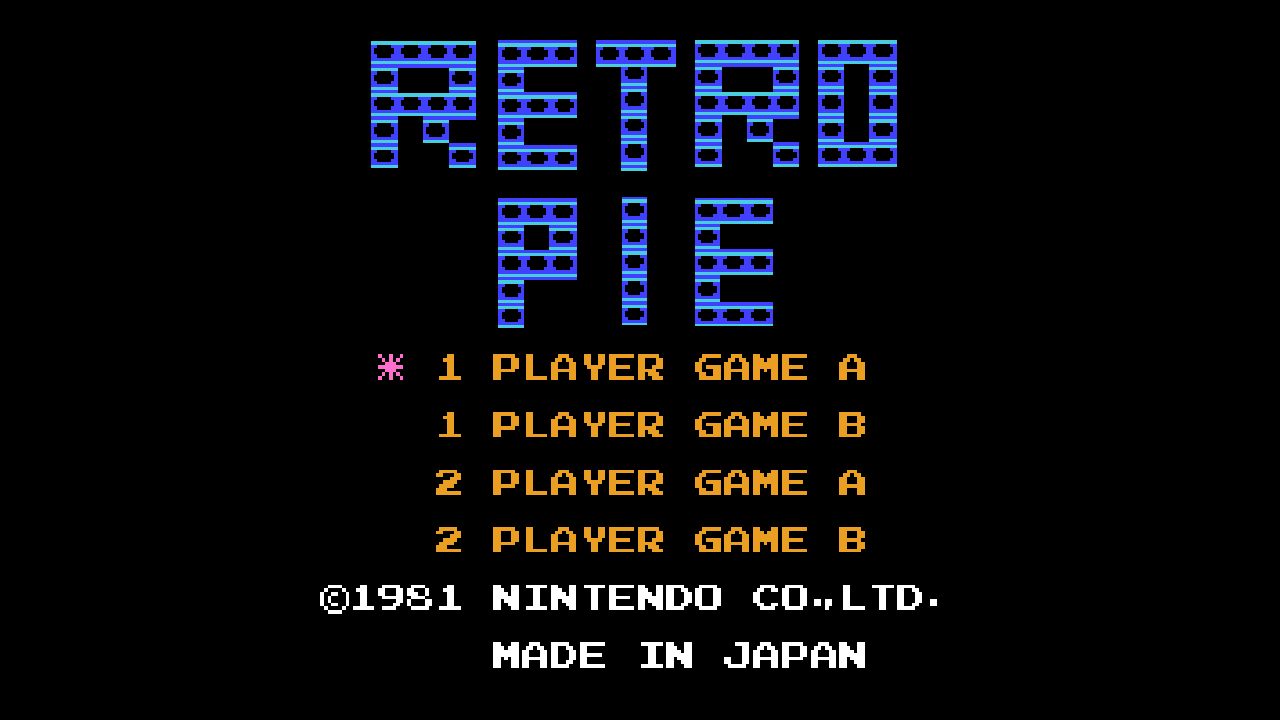 RETRO
PIE
* 1 PLAYER GAME A
1 PLAYER GAME B
2 PLAYER GAME A
2 PLAYER GAME B
©1981 NINTENDO CO.,LTD.
MADE IN JAPAN